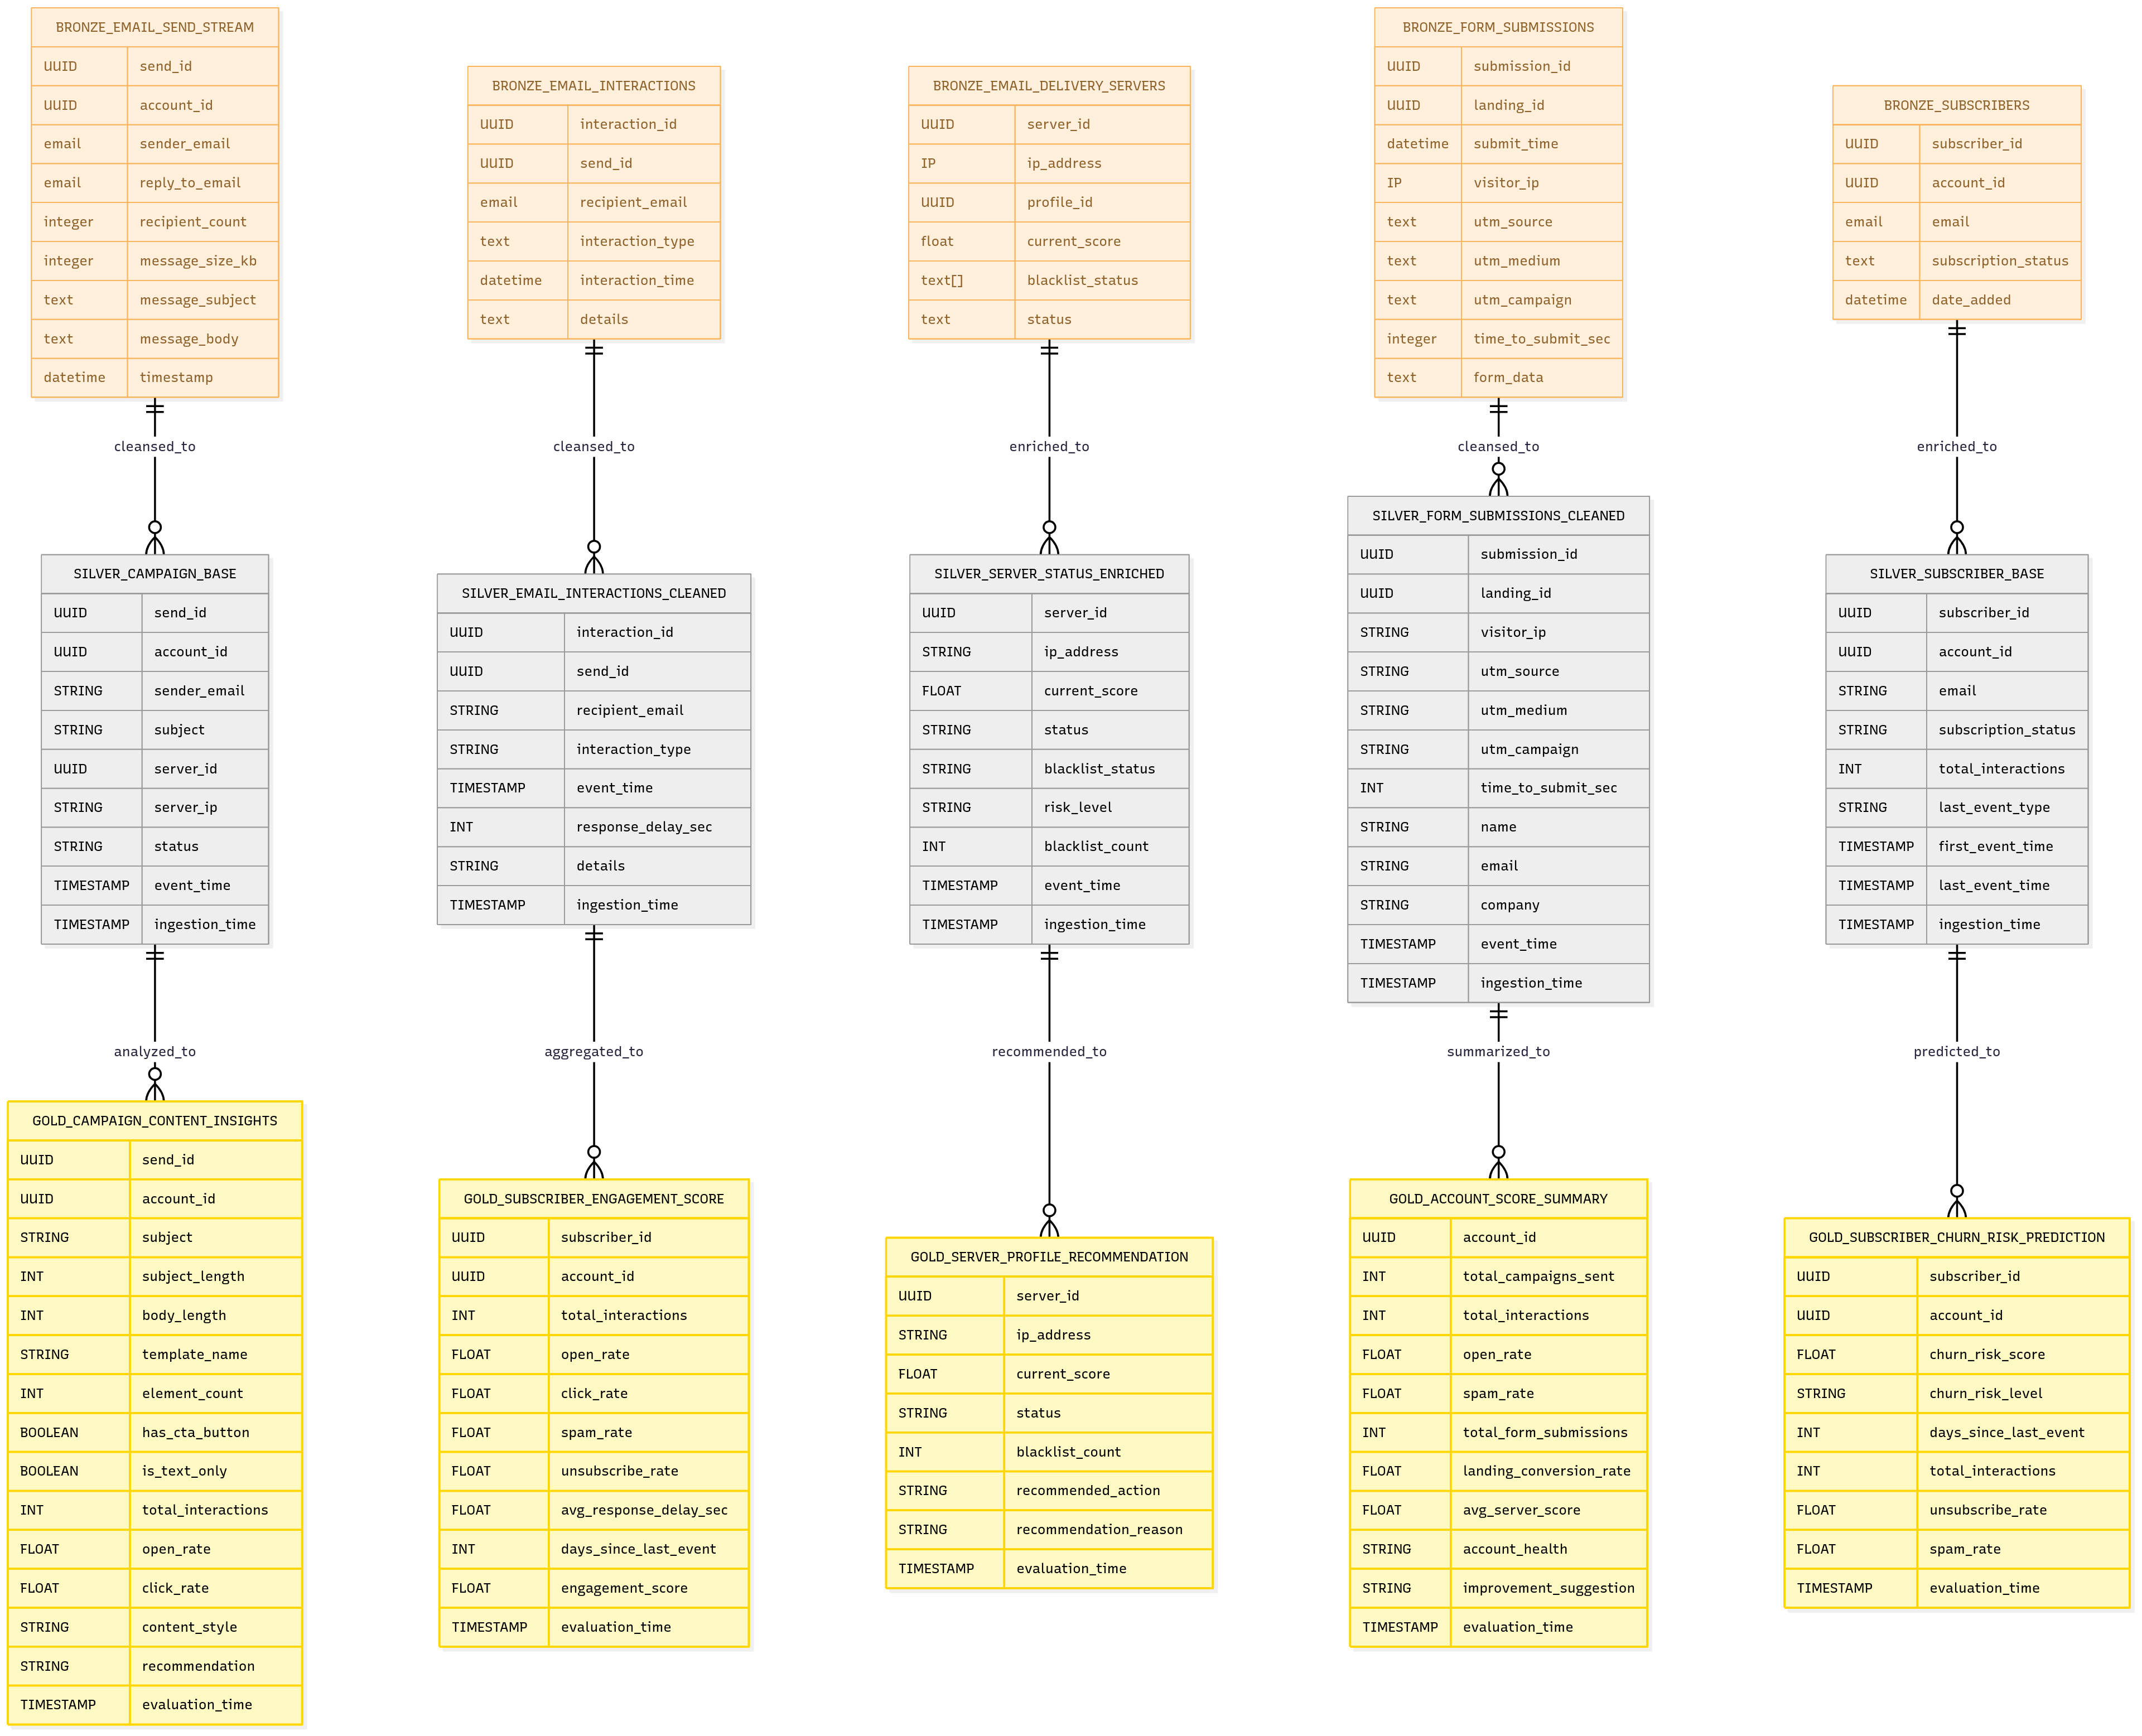 BRONZE_EMAIL_SEND_STREAM
UUID send_id
UUID account_id
email sender_email
email reply_to_email
integer recipient_count
integer message_size_kb
text message_subject
text message_body
datetime timestamp
BRONZE_EMAIL_INTERACTIONS
UUID interaction_id
UUID send_id
email recipient_email
text interaction_type
datetime interaction_time
text details
BRONZE_EMAIL_DELIVERY_SERVERS
UUID server_id
IP ip_address
UUID profile_id
float current_score
text[] blacklist_status
text status
BRONZE_FORM_SUBMISSIONS
UUID submission_id
UUID landing_id
datetime submit_time
IP visitor_ip
text utm_source
text utm_medium
text utm_campaign
integer time_to_submit_sec
text form_data
BRONZE_SUBSCRIBERS
UUID subscriber_id
UUID account_id
email email
text subscription_status
datetime date_added
cleansed_to
cleansed_to
enriched_to
cleansed_to
enriched_to
SILVER_CAMPAIGN_BASE
UUID send_id
UUID account_id
STRING sender_email
STRING subject
UUID server_id
STRING server_ip
STRING status
TIMESTAMP event_time
TIMESTAMP ingestion_time
SILVER_EMAIL_INTERACTIONS_CLEANED
UUID interaction_id
UUID send_id
STRING recipient_email
STRING interaction_type
TIMESTAMP event_time
INT response_delay_sec
STRING details
TIMESTAMP ingestion_time
SILVER_SERVER_STATUS_ENRICHED
UUID server_id
STRING ip_address
FLOAT current_score
STRING status
STRING blacklist_status
STRING risk_level
INT blacklist_count
TIMESTAMP event_time
TIMESTAMP ingestion_time
SILVER_FORM_SUBMISSIONS_CLEANED
UUID submission_id
UUID landing_id
STRING visitor_ip
STRING utm_source
STRING utm_medium
STRING utm_campaign
INT time_to_submit_sec
STRING name
STRING email
STRING company
TIMESTAMP event_time
TIMESTAMP ingestion_time
SILVER_SUBSCRIBER_BASE
UUID subscriber_id
UUID account_id
STRING email
STRING subscription_status
INT total_interactions
STRING last_event_type
TIMESTAMP first_event_time
TIMESTAMP last_event_time
TIMESTAMP ingestion_time
analyzed_to
aggregated_to
recommended_to
summarized_to
predicted_to
GOLD_CAMPAIGN_CONTENT_INSIGHTS
UUID send_id
UUID account_id
STRING subject
INT subject_length
INT body_length
STRING template_name
INT element_count
BOOLEAN has_cta_button
BOOLEAN is_text_only
INT total_interactions
FLOAT open_rate
FLOAT click_rate
STRING content_style
STRING recommendation
TIMESTAMP evaluation_time
GOLD_SUBSCRIBER_ENGAGEMENT_SCORE
UUID subscriber_id
UUID account_id
INT total_interactions
FLOAT open_rate
FLOAT click_rate
FLOAT spam_rate
FLOAT unsubscribe_rate
FLOAT avg_response_delay_sec
INT days_since_last_event
FLOAT engagement_score
TIMESTAMP evaluation_time
GOLD_SERVER_PROFILE_RECOMMENDATION
UUID server_id
STRING ip_address
FLOAT current_score
STRING status
INT blacklist_count
STRING recommended_action
STRING recommendation_reason
TIMESTAMP evaluation_time
GOLD_ACCOUNT_SCORE_SUMMARY
UUID account_id
INT total_campaigns_sent
INT total_interactions
FLOAT open_rate
FLOAT spam_rate
INT total_form_submissions
FLOAT landing_conversion_rate
FLOAT avg_server_score
STRING account_health
STRING improvement_suggestion
TIMESTAMP evaluation_time
GOLD_SUBSCRIBER_CHURN_RISK_PREDICTION
UUID subscriber_id
UUID account_id
FLOAT churn_risk_score
STRING churn_risk_level
INT days_since_last_event
INT total_interactions
FLOAT unsubscribe_rate
FLOAT spam_rate
TIMESTAMP evaluation_time